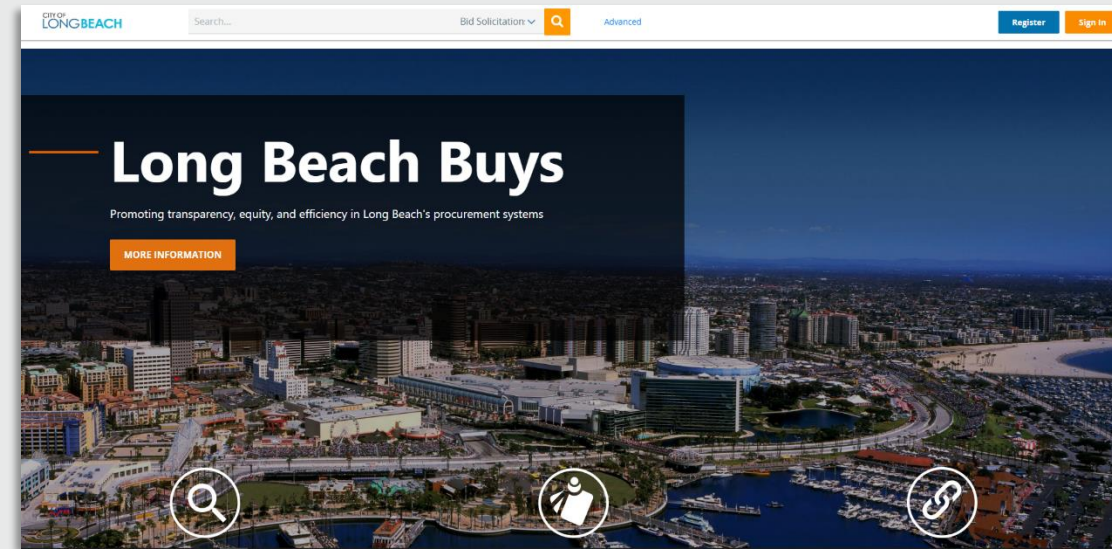 CITY OF
LONGBEACH
Search...
Bid Solicitation
Advanced
Register
Sign In
Long Beach Buys
Promoting transparency, equity, and efficiency in Long Beach's procurement systems
MORE INFORMATION